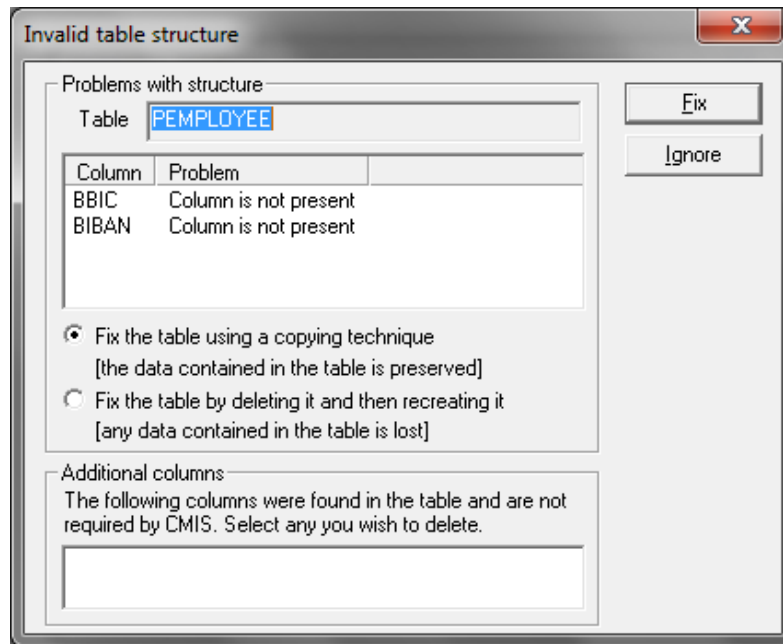 Invalid table structure
Problems with structure
Table PEMPLOYEE
Fix
Ignore
Column Problem
BBIC Column is not present
BIBAN Column is not present
Fix the table using a copying technique
[the data contained in the table is preserved]
Fix the table by deleting it and then recreating it
[any data contained in the table is lost]
Additional columns
The following columns were found in the table and are not
required by CMIS. Select any you wish to delete.